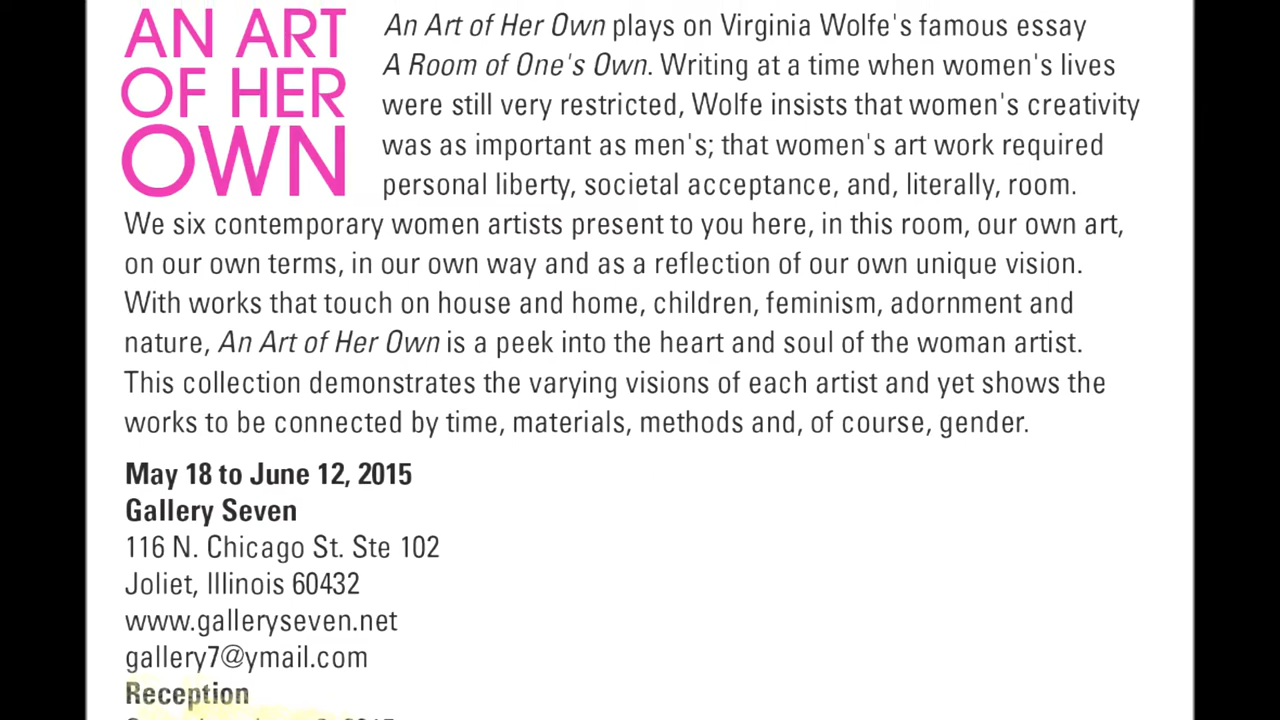 AN ART
OF HER
OWN
An Art of Her Own plays on Virginia Wolfe's famous essay
A Room of One's Own. Writing at a time when women's lives
were still very restricted, Wolfe insists that women's creativity
was as important as men's; that women's art work required
personal liberty, societal acceptance, and, literally, room.
We six contemporary women artists present to you here, in this room, our own art,
on our own terms, in our own way and as a reflection of our own unique vision.
With works that touch on house and home, children, feminism, adornment and
nature, An Art of Her Own is a peek into the heart and soul of the woman artist.
This collection demonstrates the varying visions of each artist and yet shows the
works to be connected by time, materials, methods and, of course, gender.
May 18 to June 12, 2015
Gallery Seven
116 N. Chicago St. Ste 102
Joliet, Illinois 60432
www.galleryseven.net
gallery7@ymail.com
Reception